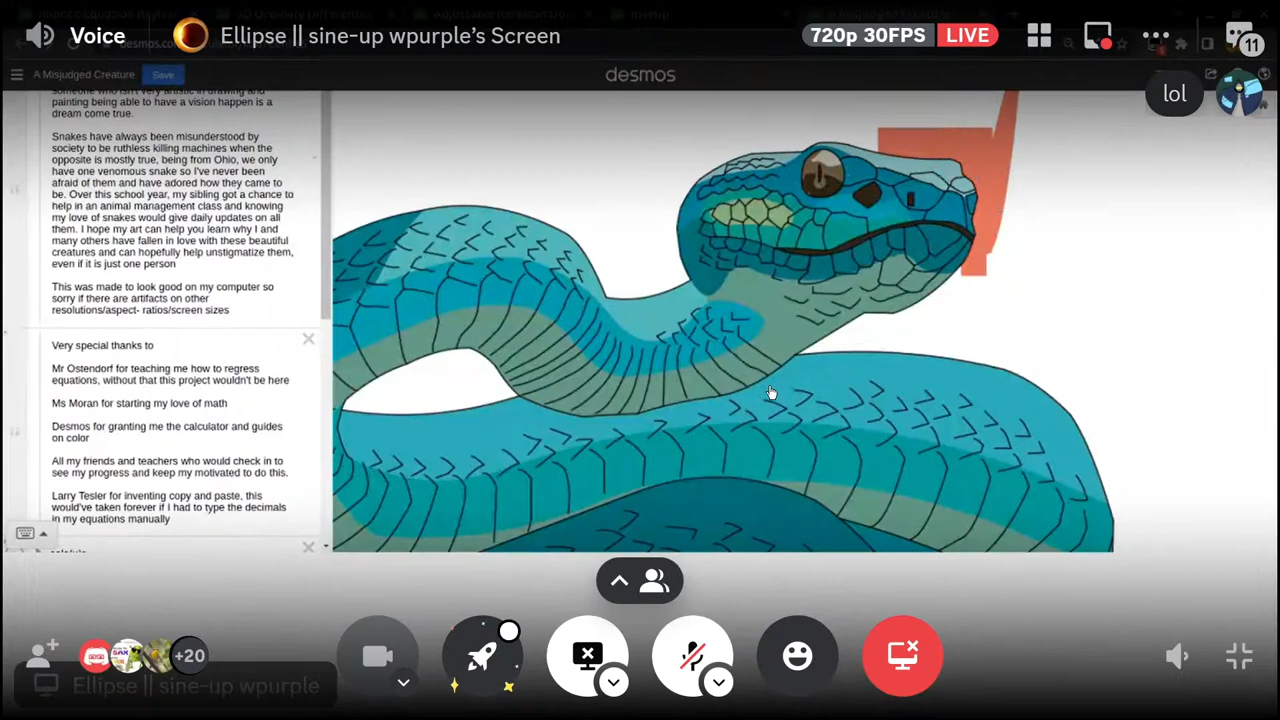 Voice
Ellipse || sine-up wpurple's Screen
720p 30FPS
LIVE
11
A Misjudged Creature
Save
desmos
lol
someone who isn't very artistic in drawing and
painting being able to have a vision happen is a
dream come true.
Snakes have always been misunderstood by
society to be ruthless killing machines when the
opposite is mostly true, being from Ohio, we only
have one venomous snake so I've never been
afraid of them and have adored how they came to
be. Over this school year, my sibling got a chance to
help in an animal management class and knowing
my love of snakes would give daily updates on all
them. I hope my art can help you learn why I and
many others have fallen in love with these beautiful
creatures and can hopefully help unstigmatize them,
even if it is just one person
This was made to look good on my computer so
sorry if there are artifacts on other
resolutions/aspect- ratios/screen sizes
Very special thanks to
Mr Ostendorf for teaching me how to regress
equations, without that this project wouldn't be here
Ms Moran for starting my love of math
Desmos for granting me the calculator and guides
on color
All my friends and teachers who would check in to
see my progress and keep my motivated to do this.
Larry Tesler for inventing copy and paste, this
would've taken forever if I had to type the decimals
in my equations manually
+20
Ellipse || sine-up wpurple